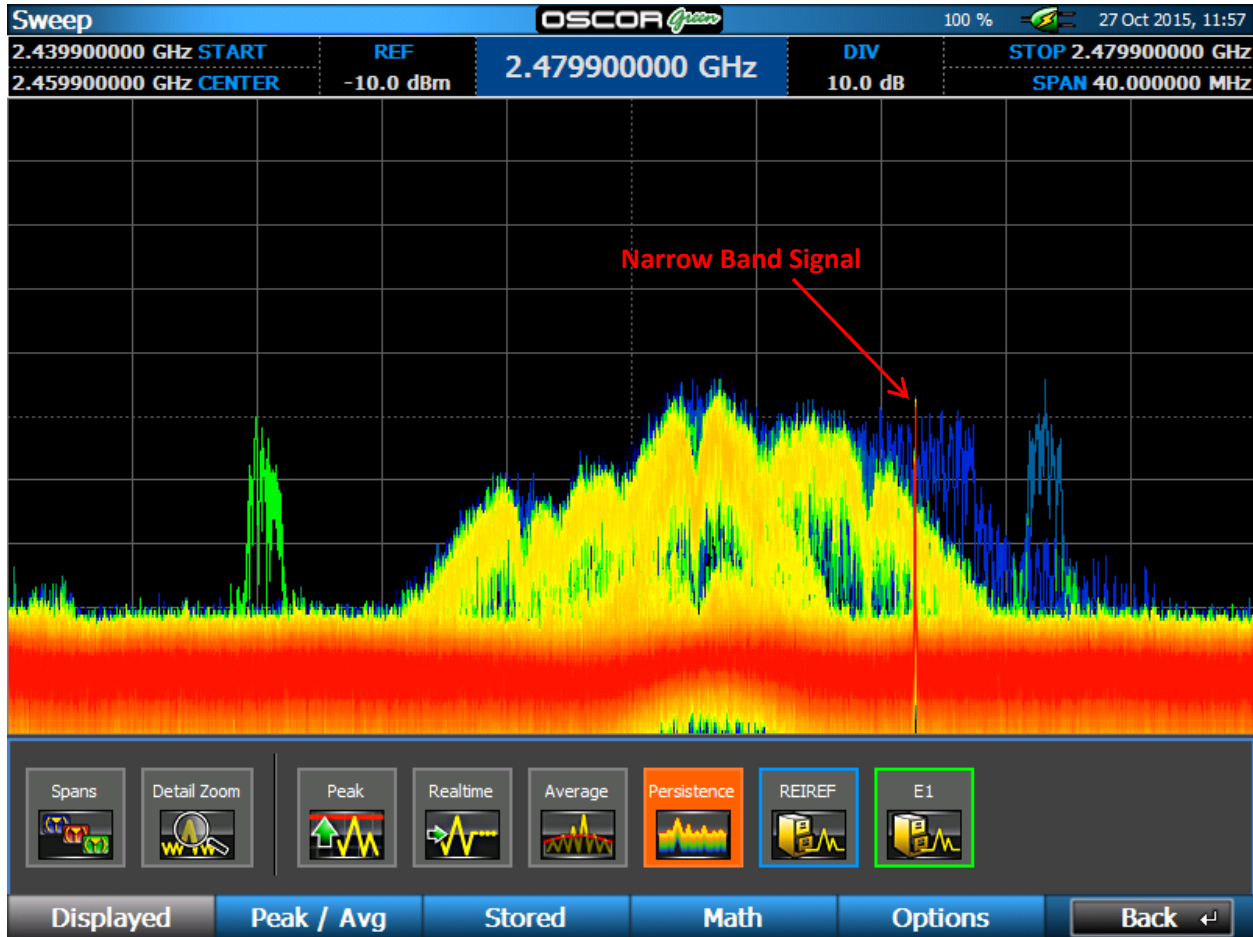 Sweep
OSCOR Green
100 %
27 Oct 2015, 11:57
2.439900000 GHz START
REF
2.479900000 GHz
DIV
STOP 2.479900000 GHz
2.459900000 GHz CENTER
-10.0 dBm
10.0 dB
SPAN 40.000000 MHz
Narrow Band Signal
Spans
Detail Zoom
Peak
Realtime
Average
Persistence
REIREF
E1
Displayed
Peak / Avg
Stored
Math
Options
Back